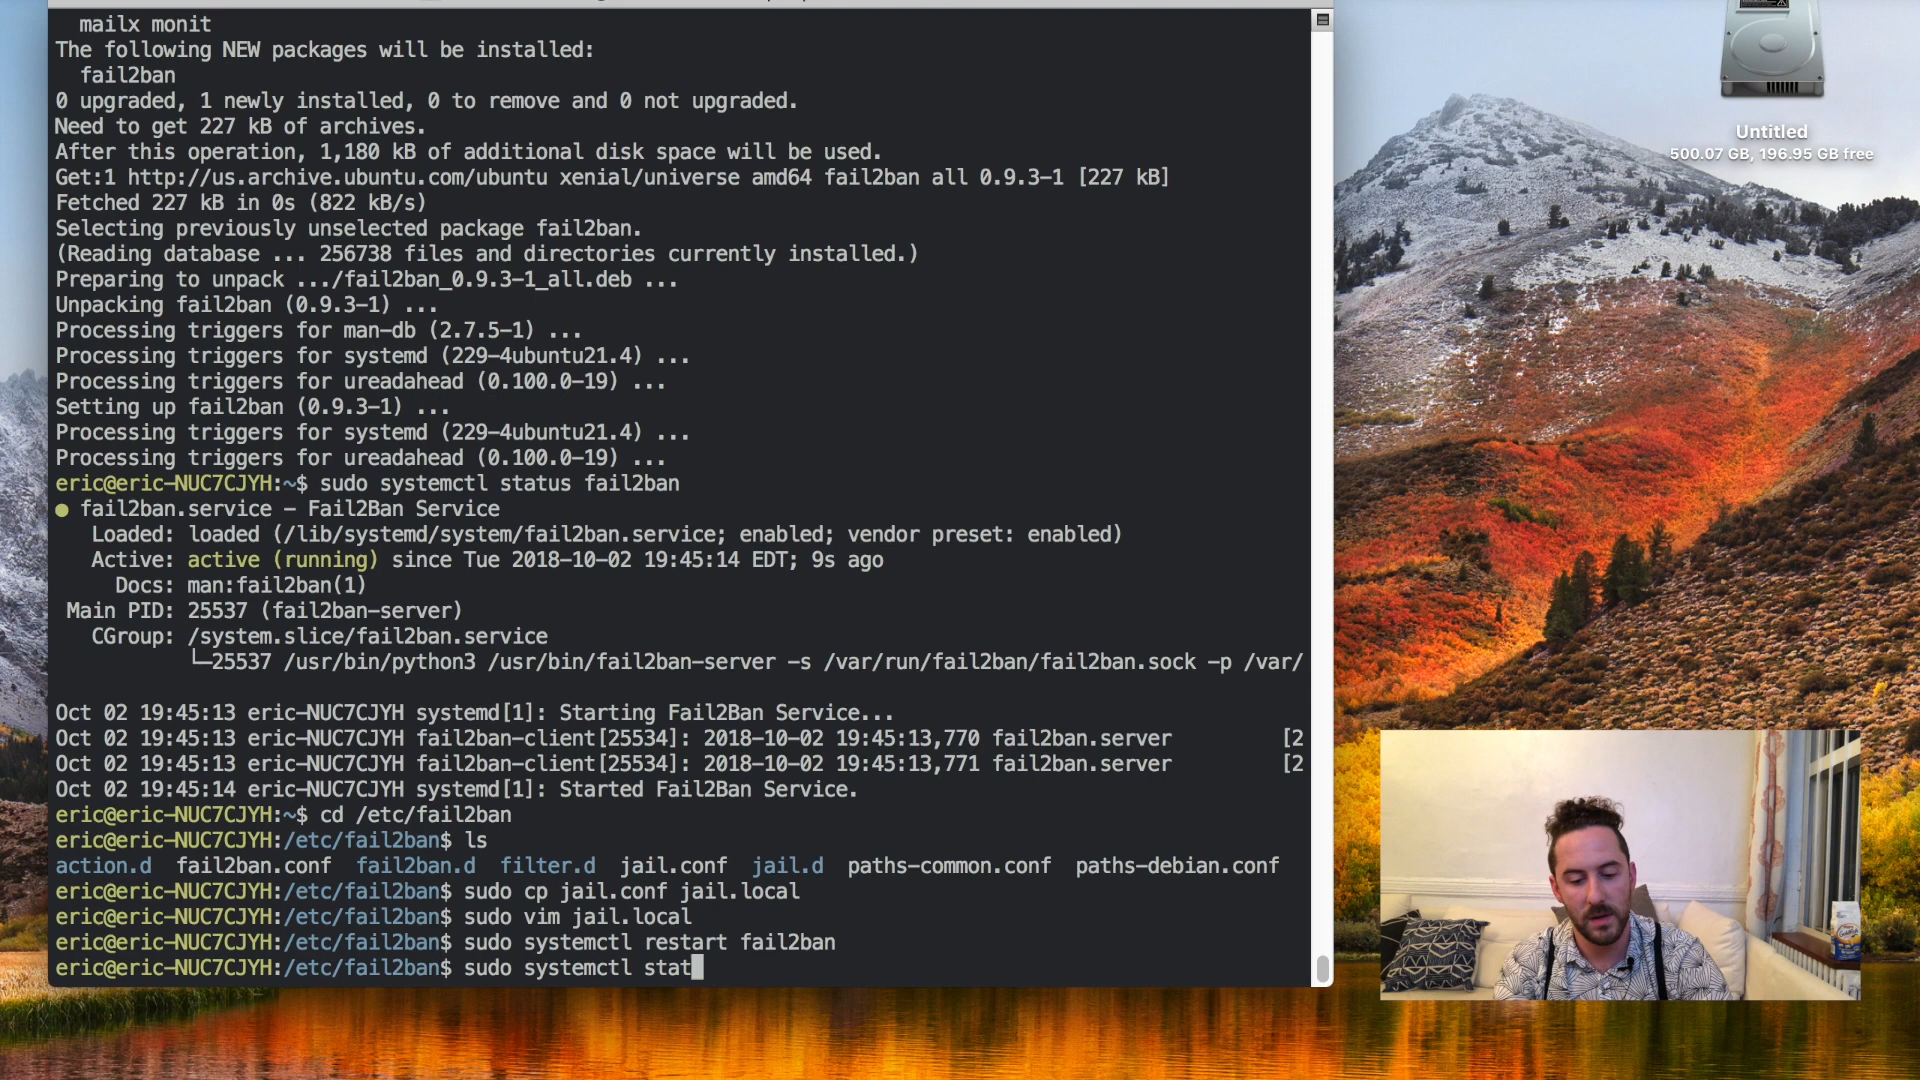 mailx monit
The following NEW packages will be installed:
fail2ban
0 upgraded, 1 newly installed, 0 to remove and 0 not upgraded.
Need to get 227 kB of archives.
After this operation, 1,180 kB of additional disk space will be used.
Get:1 http://us.archive.ubuntu.com/ubuntu xenial/universe amd64 fail2ban all 0.9.3-1 [227 kB]
Fetched 227 kB in 0s (822 kB/s)
Selecting previously unselected package fail2ban.
(Reading database ... 256738 files and directories currently installed.)
Preparing to unpack .../fail2ban_0.9.3-1_all.deb ...
Unpacking fail2ban (0.9.3-1) ...
Processing triggers for man-db (2.7.5-1) ...
Processing triggers for systemd (229-4ubuntu21.4) ...
Processing triggers for ureadahead (0.100.0-19) ...
Setting up fail2ban (0.9.3-1) ...
Processing triggers for systemd (229-4ubuntu21.4) ...
Processing triggers for ureadahead (0.100.0-19) ...
eric@eric-NUC7CJYH:~$ sudo systemctl status fail2ban
● fail2ban.service - Fail2Ban Service
Loaded: loaded (/lib/systemd/system/fail2ban.service; enabled; vendor preset: enabled)
Active: active (running) since Tue 2018-10-02 19:45:14 EDT; 9s ago
Docs: man:fail2ban(1)
Main PID: 25537 (fail2ban-server)
CGroup: /system.slice/fail2ban.service
└─25537 /usr/bin/python3 /usr/bin/fail2ban-server -s /var/run/fail2ban/fail2ban.sock -p /var/
Oct 02 19:45:13 eric-NUC7CJYH systemd[1]: Starting Fail2Ban Service...
Oct 02 19:45:13 eric-NUC7CJYH fail2ban-client[25534]: 2018-10-02 19:45:13,770 fail2ban.server [2
Oct 02 19:45:13 eric-NUC7CJYH fail2ban-client[25534]: 2018-10-02 19:45:13,771 fail2ban.server [2
Oct 02 19:45:14 eric-NUC7CJYH systemd[1]: Started Fail2Ban Service.
eric@eric-NUC7CJYH:~$ cd /etc/fail2ban
eric@eric-NUC7CJYH:/etc/fail2ban$ ls
action.d fail2ban.conf fail2ban.d filter.d jail.conf jail.d paths-common.conf paths-debian.conf
eric@eric-NUC7CJYH:/etc/fail2ban$ sudo cp jail.conf jail.local
eric@eric-NUC7CJYH:/etc/fail2ban$ sudo vim jail.local
eric@eric-NUC7CJYH:/etc/fail2ban$ sudo systemctl restart fail2ban
eric@eric-NUC7CJYH:/etc/fail2ban$ sudo systemctl stat
Untitled
500.07 GB, 196.95 GB free